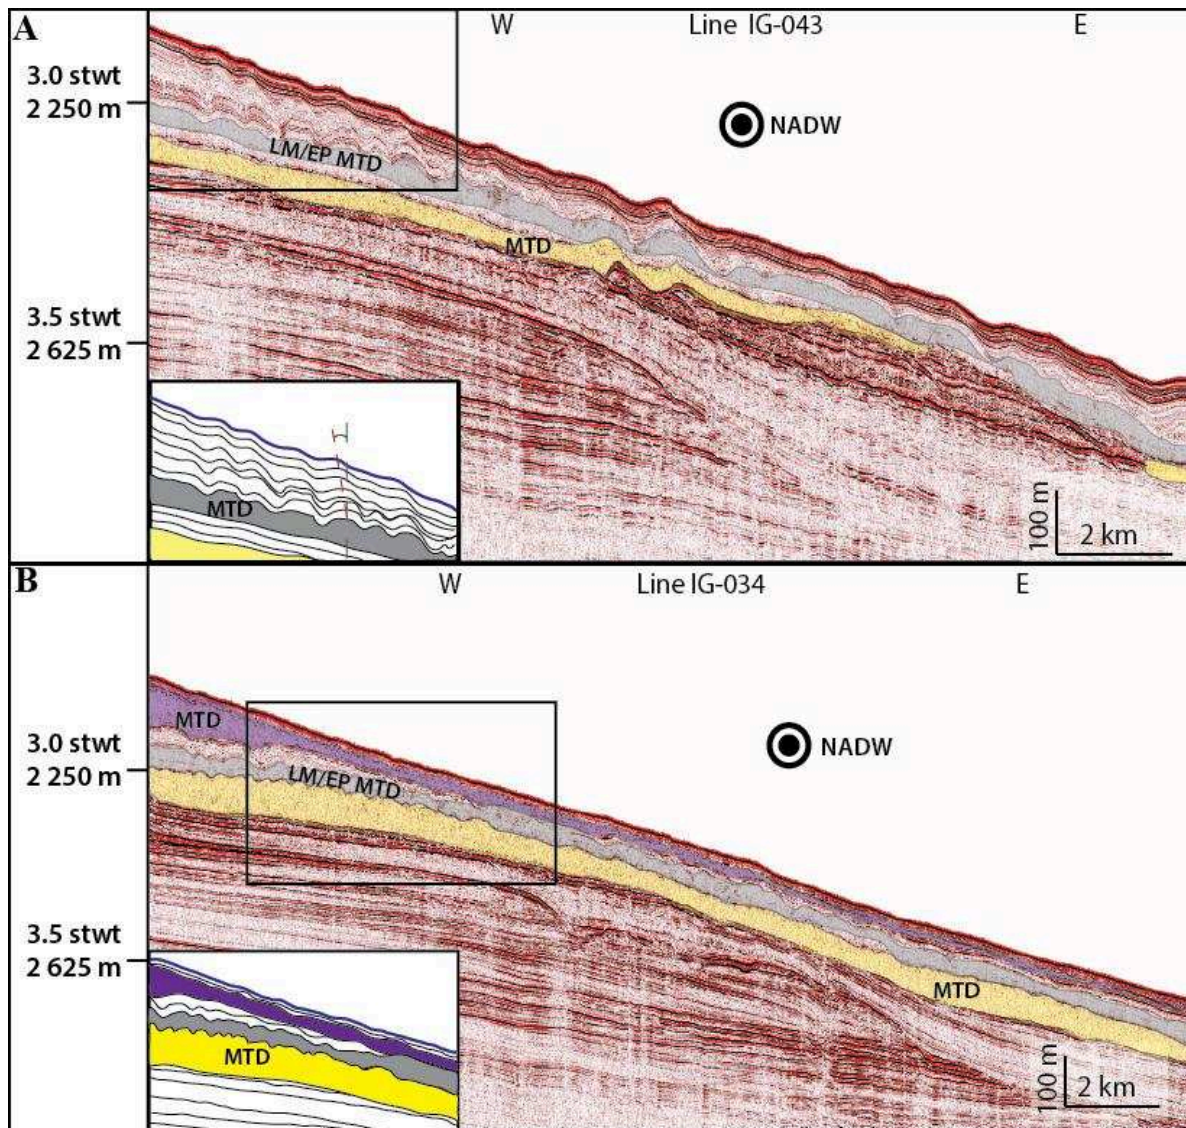 A
W
Line IG-043
E
3.0 stwt
2 250 m
NADW
LM/EP MTD
MTD
3.5 stwt
2 625 m
MTD
100 m
2 km
B
W
Line IG-034
E
MTD
3.0 stwt
2 250 m
NADW
LM/EP MTD
3.5 stwt
2 625 m
MTD
MTD
100 m
2 km